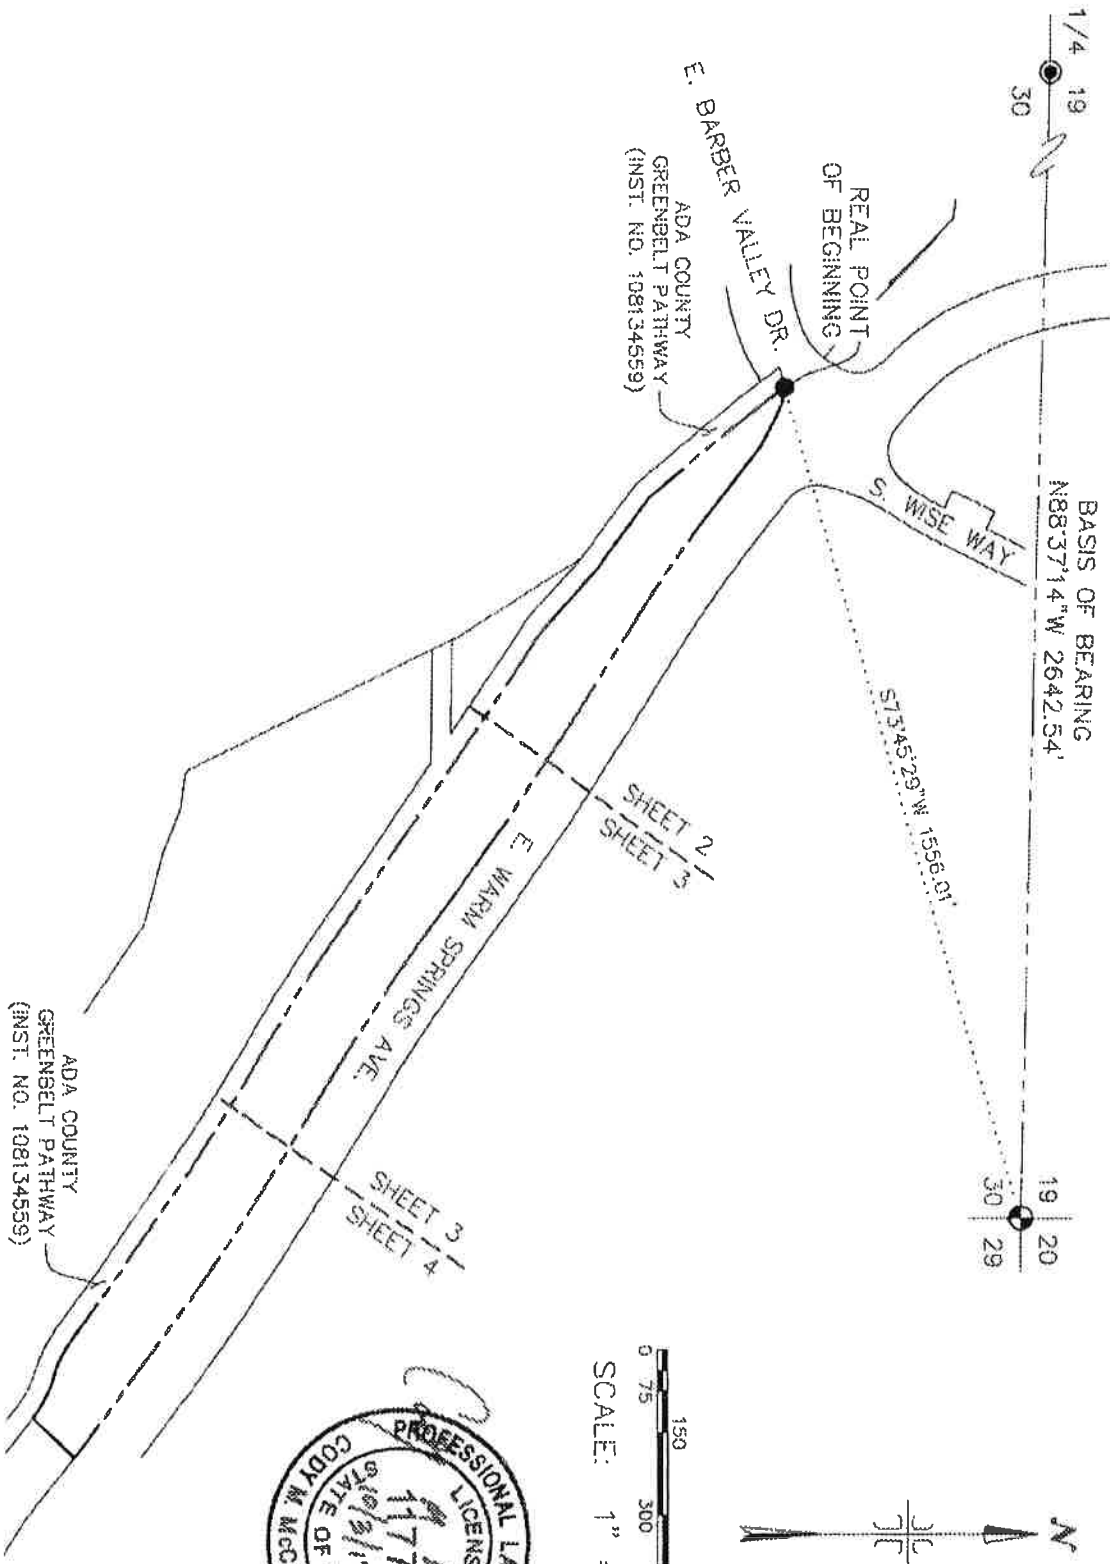 1/4
19
30
BASIS OF BEARING
N88°37'14"W 2642.54'
19
20
30
29
REAL POINT
OF BEGINNING
E. BARBER VALLEY DR.
ADA COUNTY
GREENBELT PATHWAY
(INST. NO. 108134559)
S. WISE WAY
S73°45'29"W 1556.01'
SHEET 2
SHEET 3
E. WARM SPRINGS AVE.
SHEET 3
SHEET 4
ADA COUNTY
GREENBELT PATHWAY
(INST. NO. 108134559)
N
0 75 150 300
SCALE: 1"
PROFESSIONAL LA
LICENS
117
STATE OF
CODY M. McC